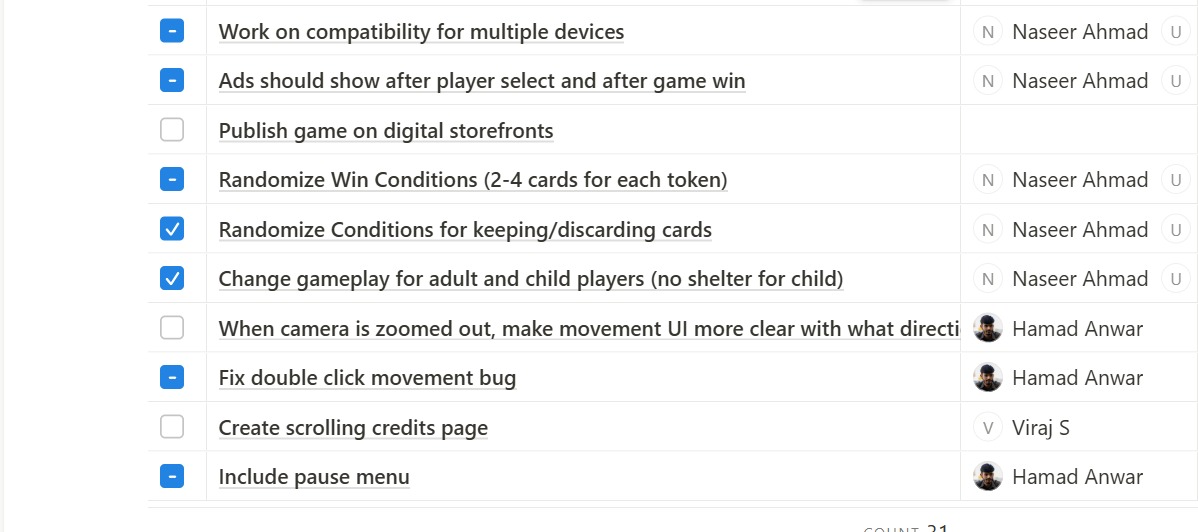 Work on compatibility for multiple devices N Naseer Ahmad U
Ads should show after player select and after game win N Naseer Ahmad U
Publish game on digital storefronts
Randomize Win Conditions (2-4 cards for each token) N Naseer Ahmad U
Randomize Conditions for keeping/discarding cards N Naseer Ahmad U
Change gameplay for adult and child players (no shelter for child) N Naseer Ahmad U
When camera is zoomed out, make movement UI more clear with what directi Hamad Anwar
Fix double click movement bug Hamad Anwar
Create scrolling credits page V Viraj S
Include pause menu Hamad Anwar
COUNT 31